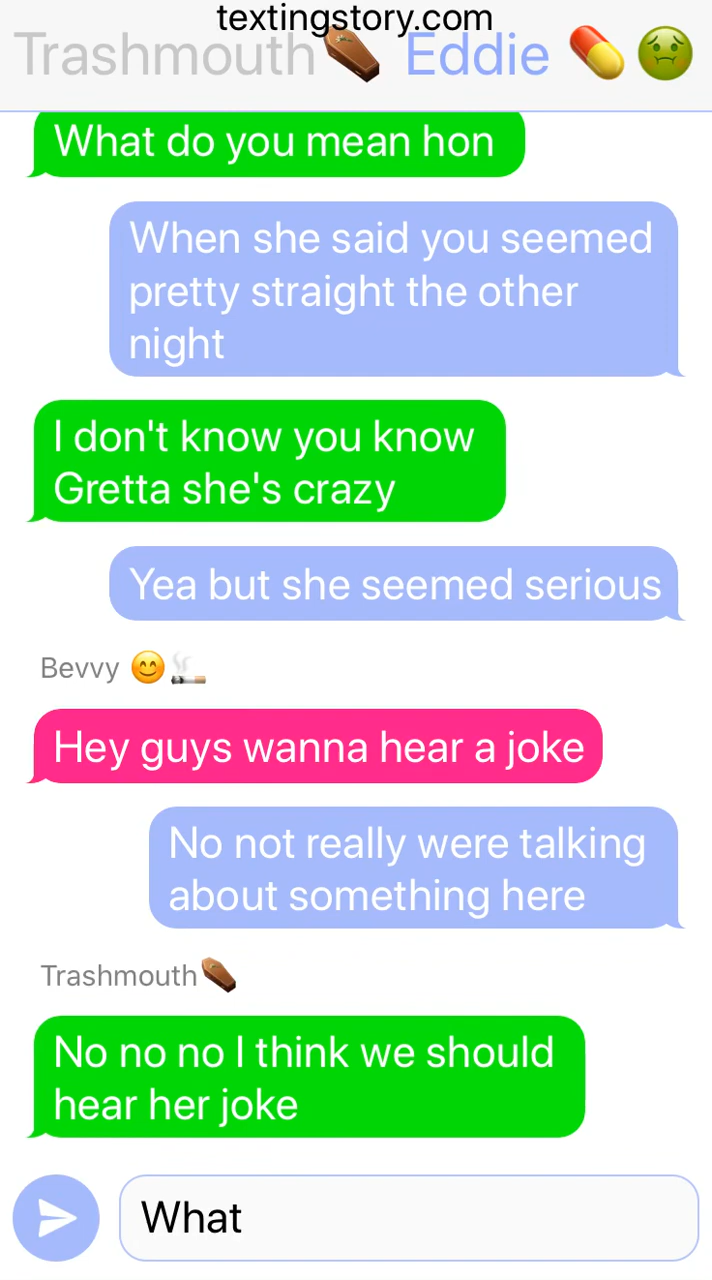 textingstory.com
Trashmouth⚰️ Eddie 💊 🤢
What do you mean hon
When she said you seemed
pretty straight the other
night
I don't know you know
Gretta she's crazy
Yea but she seemed serious
Bevvy 😊🚬
Hey guys wanna hear a joke
No not really were talking
about something here
Trashmouth⚰️
No no no I think we should
hear her joke
What